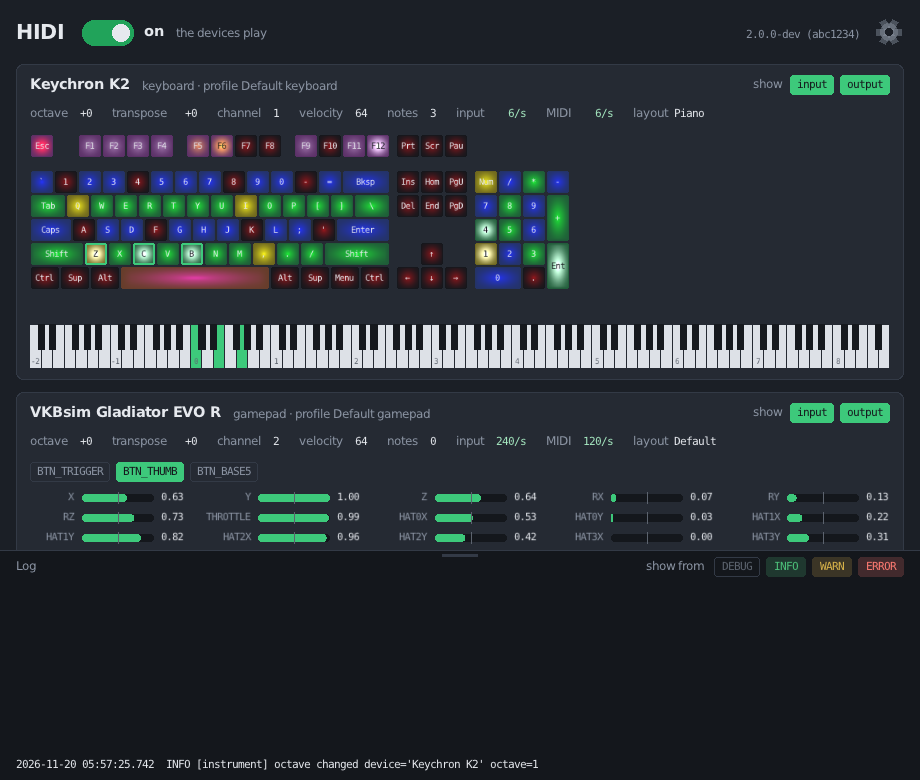 HIDI on the devices play 2.0.0-dev (abc1234)
Keychron K2 keyboard · profile Default keyboard show input output
octave +0 transpose +0 channel 1 velocity 64 notes 3 input 6/s MIDI 6/s layout Piano
Esc F1 F2 F3 F4 F5 F6 F7 F8 F9 F10 F11 F12 Prt Scr Pau
` 1 2 3 4 5 6 7 8 9 0 - = Bksp Ins Hom PgU Num / * -
Tab Q W E R T Y U I O P [ ] \ Del End PgD 7 8 9 +
Caps A S D F G H J K L ; ' Enter 4 5 6
Shift Z X C V B N M , . / Shift ↑ 1 2 3 Ent
Ctrl Sup Alt Alt Sup Menu Ctrl ← ↓ → 0 .
-2 -1 0 1 2 3 4 5 6 7 8
VKBsim Gladiator EVO R gamepad · profile Default gamepad show input output
octave +0 transpose +0 channel 2 velocity 64 notes 0 input 240/s MIDI 120/s layout Default
BTN_TRIGGER BTN_THUMB BTN_BASE5
X 0.63 Y 1.00 Z 0.64 RX 0.07 RY 0.13
RZ 0.73 THROTTLE 0.99 HAT0X 0.53 HAT0Y 0.03 HAT1X 0.22
HAT1Y 0.82 HAT2X 0.96 HAT2Y 0.42 HAT3X 0.00 HAT3Y 0.31
Log show from DEBUG INFO WARN ERROR
2026-11-20 05:57:25.742 INFO [instrument] octave changed device='Keychron K2' octave=1